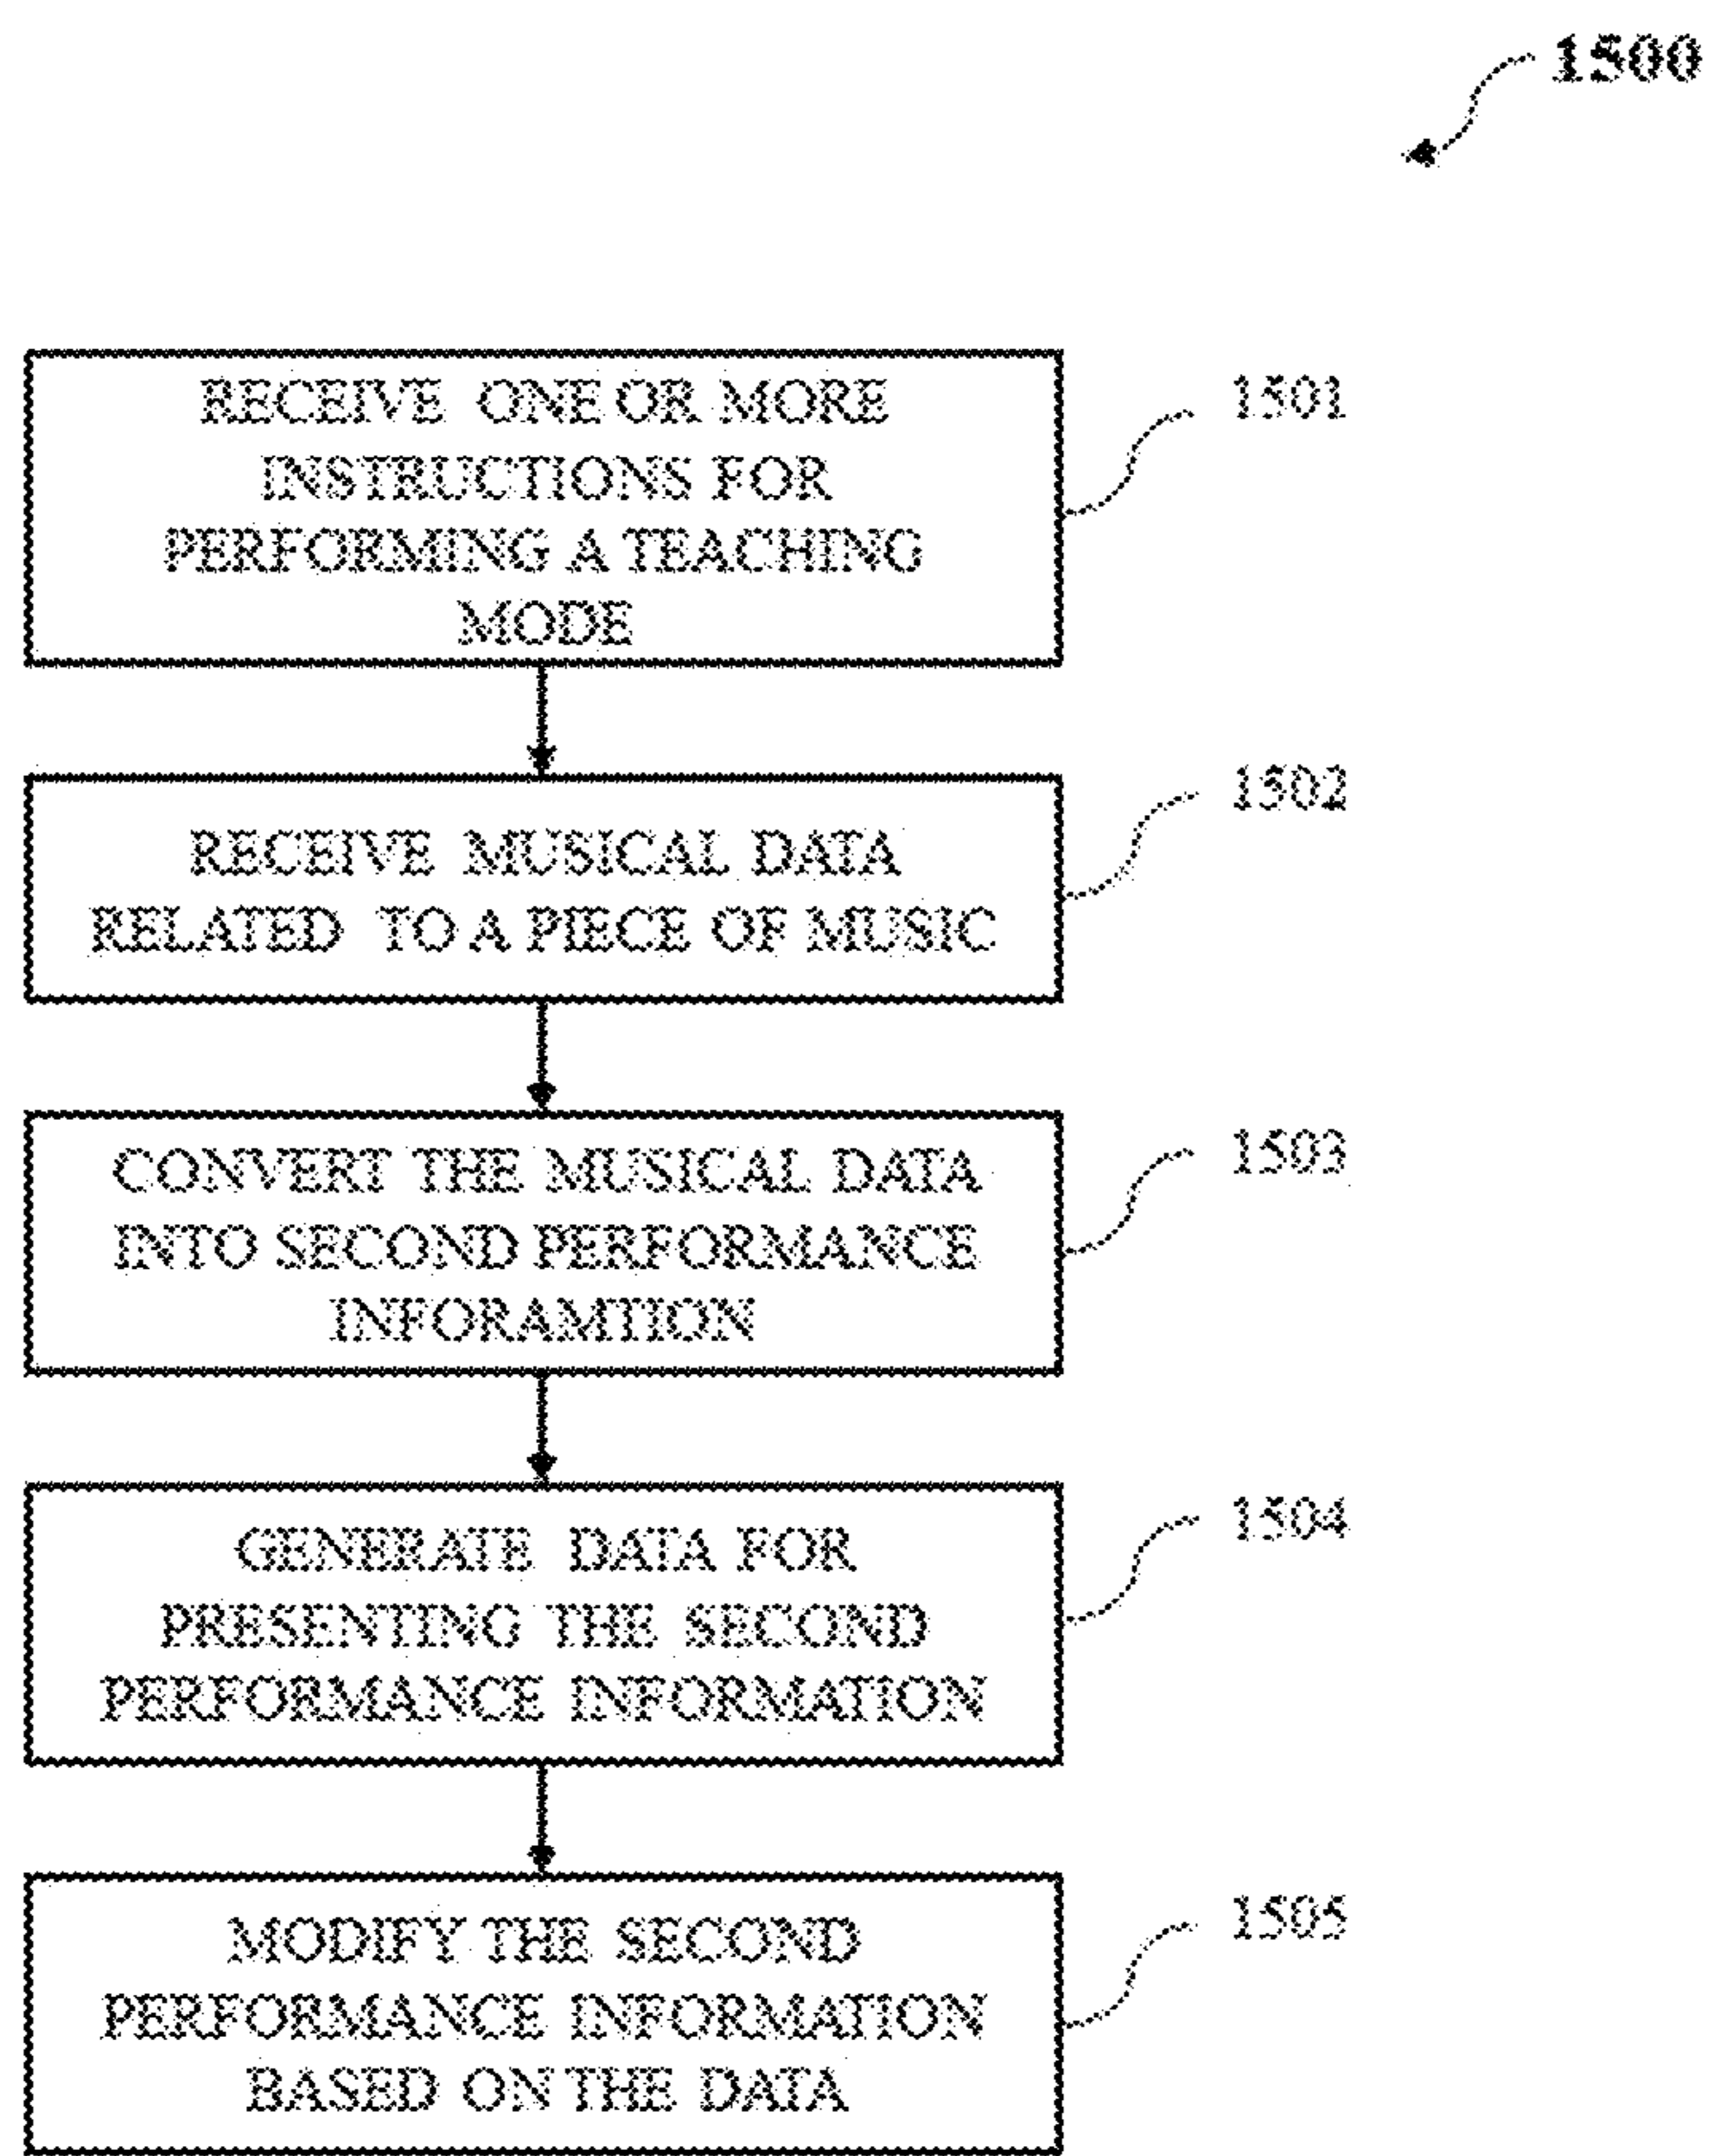 1500
RECEIVE ONE OR MORE
INSTRUCTIONS FOR
PERFORMING A TEACHING
MODE
1501
RECEIVE MUSICAL DATA
RELATED TO A PIECE OF MUSIC
1502
CONVERT THE MUSICAL DATA
INTO SECOND PERFORMANCE
INFORAMTION
1503
GENERATE DATA FOR
PRESENTING THE SECOND
PERFORMANCE INFORMATION
1504
MODIFY THE SECOND
PERFORMANCE INFORMATION
BASED ON THE DATA
1505